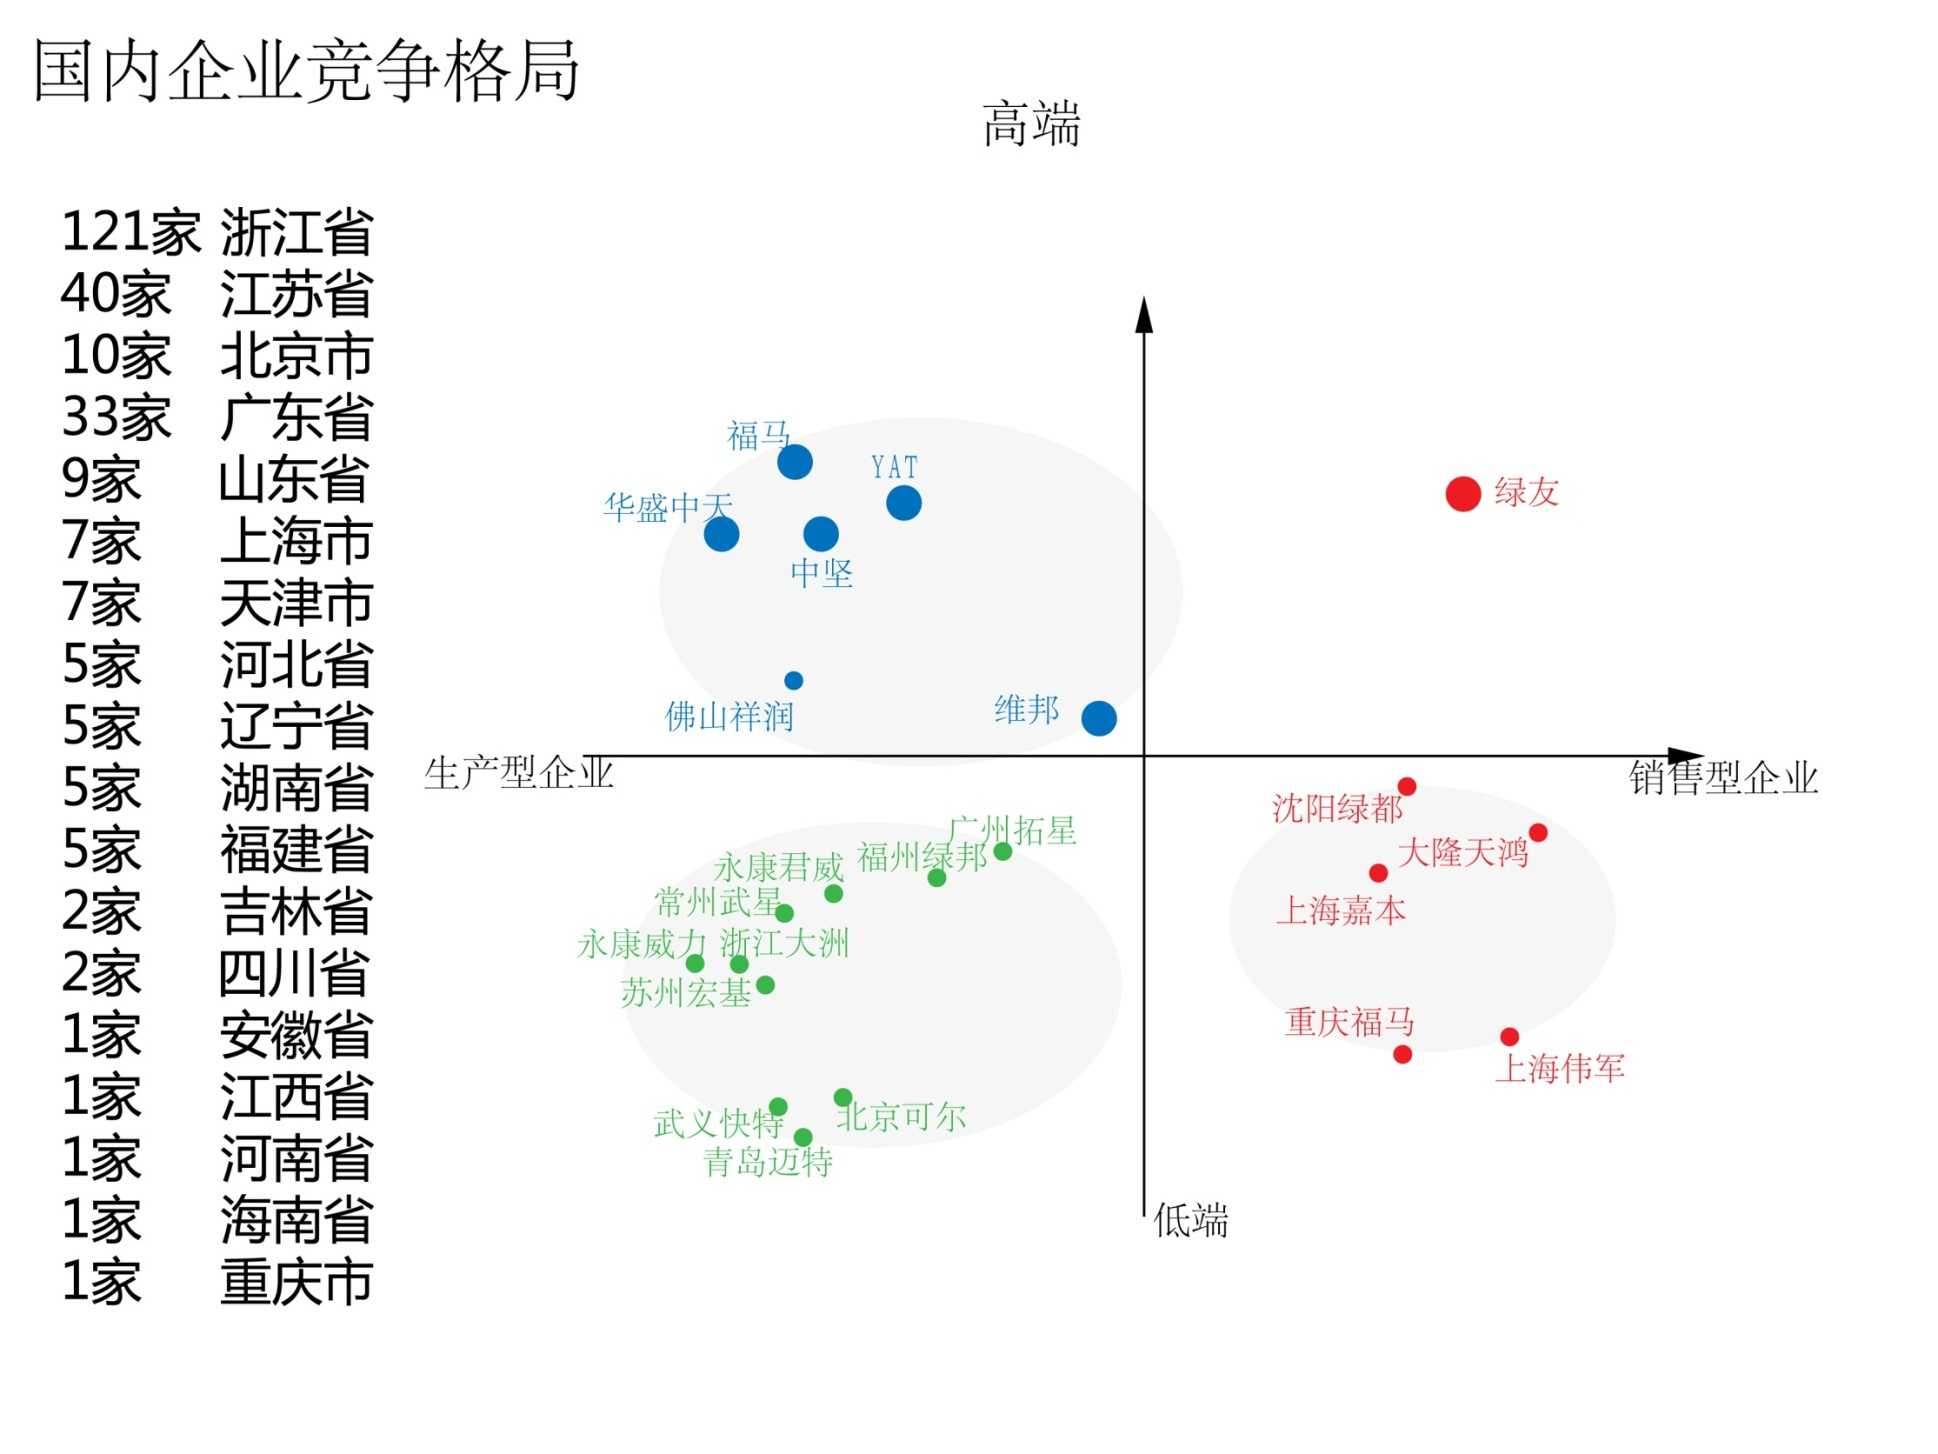 国内企业竞争格局
高端
121家 浙江省
40家 江苏省
10家 北京市
33家 广东省
9家 山东省
7家 上海市
7家 天津市
5家 河北省
5家 辽宁省
5家 湖南省
5家 福建省
2家 吉林省
2家 四川省
1家 安徽省
1家 江西省
1家 河南省
1家 海南省
1家 重庆市
福马
YAT
华盛中天
中坚
佛山祥润
维邦
绿友
生产型企业
销售型企业
广州拓星
福州绿邦
永康君威
常州武星
永康威力
浙江大洲
苏州宏基
武义快特
北京可尔
青岛迈特
沈阳绿都
大隆天鸿
上海嘉本
重庆福马
上海伟军
低端